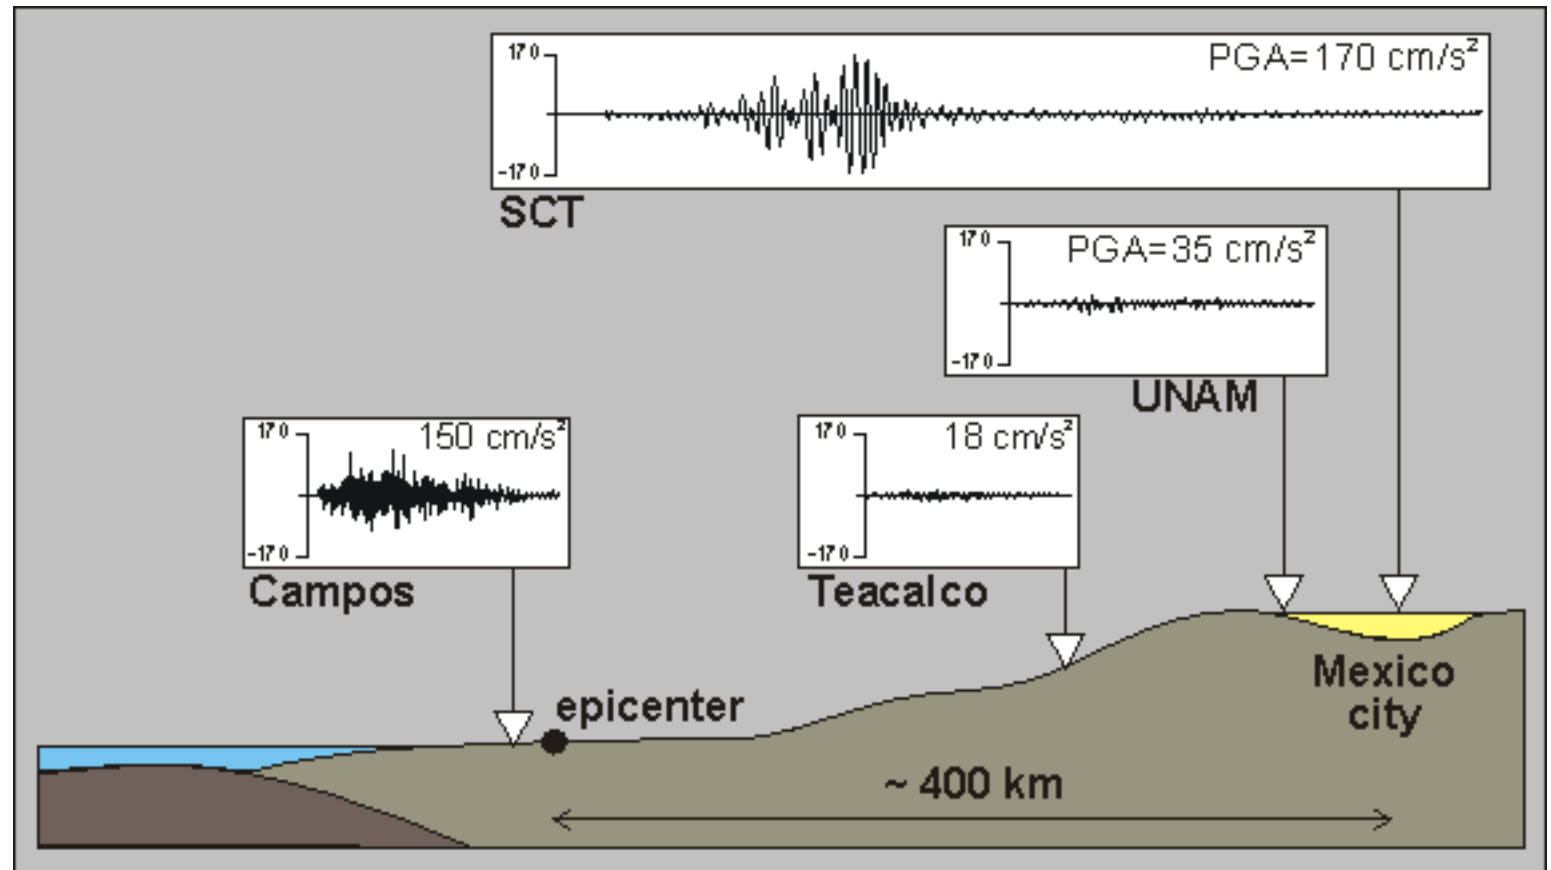 170
PGA=170 cm/s²
-170
SCT
170
PGA=35 cm/s²
-170
UNAM
170
150 cm/s²
-170
Campos
170
18 cm/s²
-170
Teacalco
epicenter
Mexico
city
~ 400 km